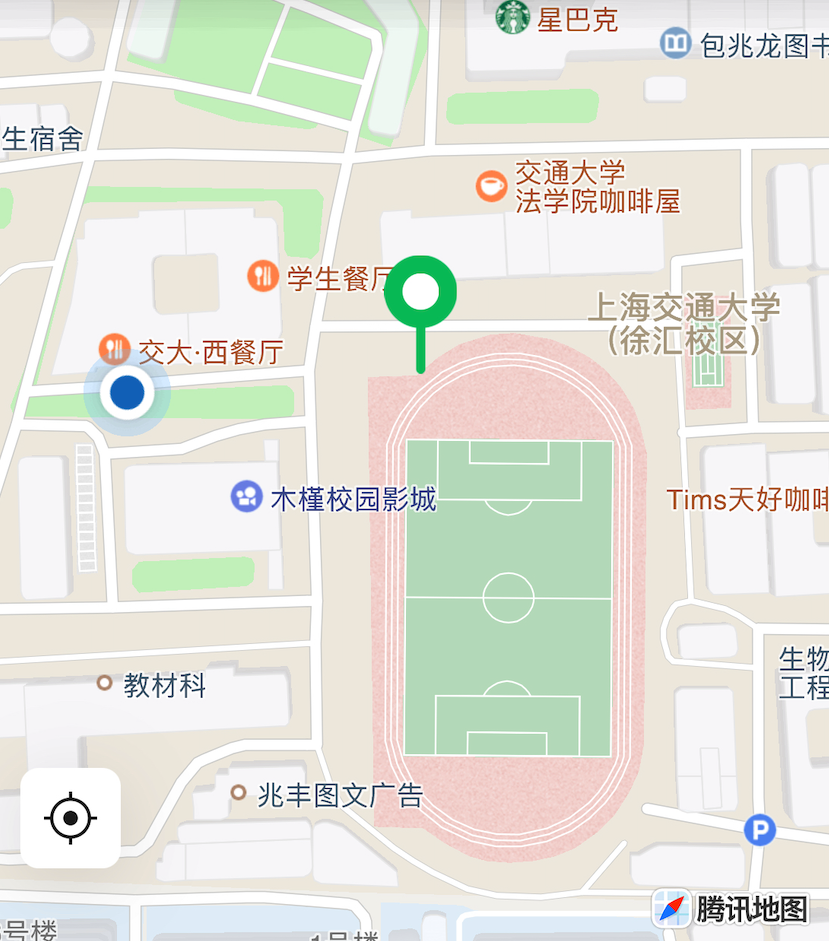 星巴克
包兆龙图书
生宿舍
交通大学
法学院咖啡屋
学生餐厅
上海交通大学
(徐汇校区)
交大·西餐厅
木槿校园影城
Tims天好咖啡
生物
工程
教材科
兆丰图文广告
P
腾讯地图
号楼
1号楼